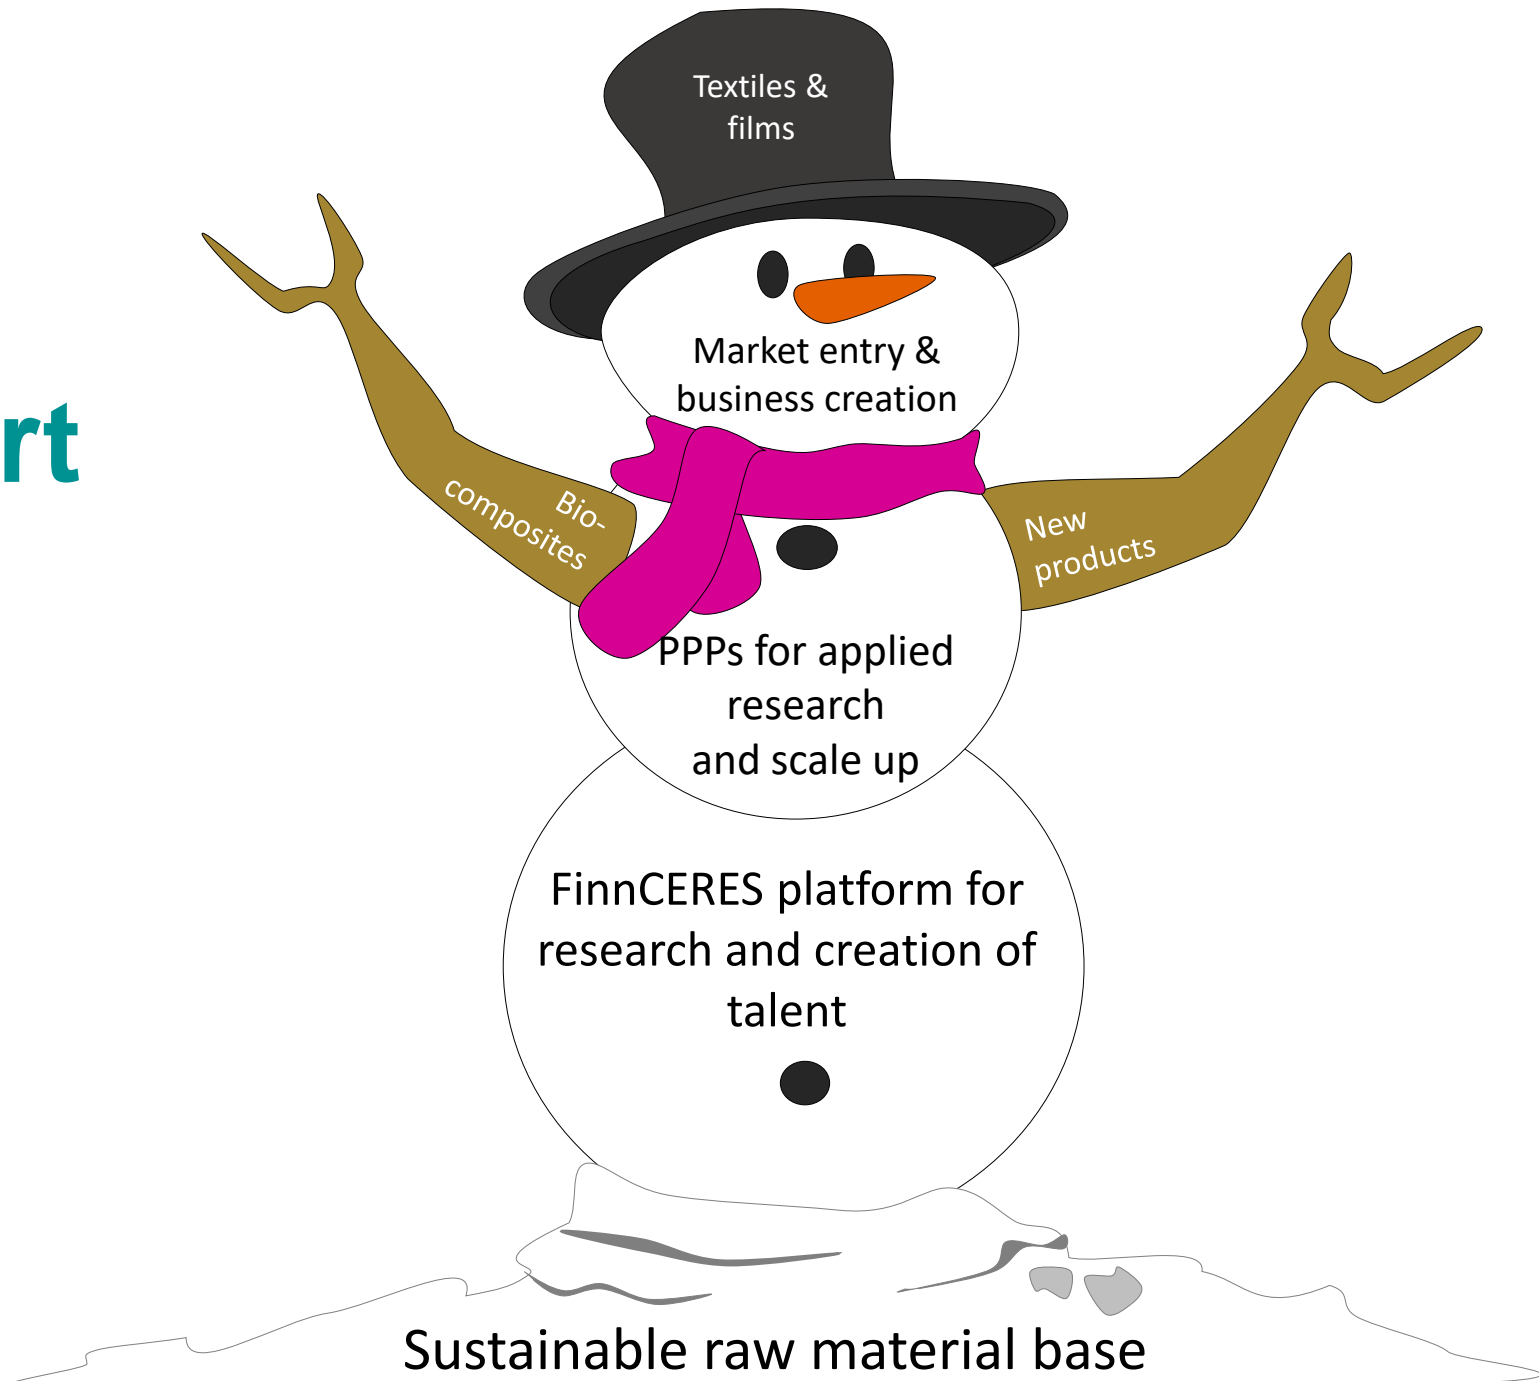 Textiles &
films
Market entry &
business creation
rt
Bio-
composites
New
products
PPPs for applied
research
and scale up
FinnCERES platform for
research and creation of
talent
Sustainable raw material base